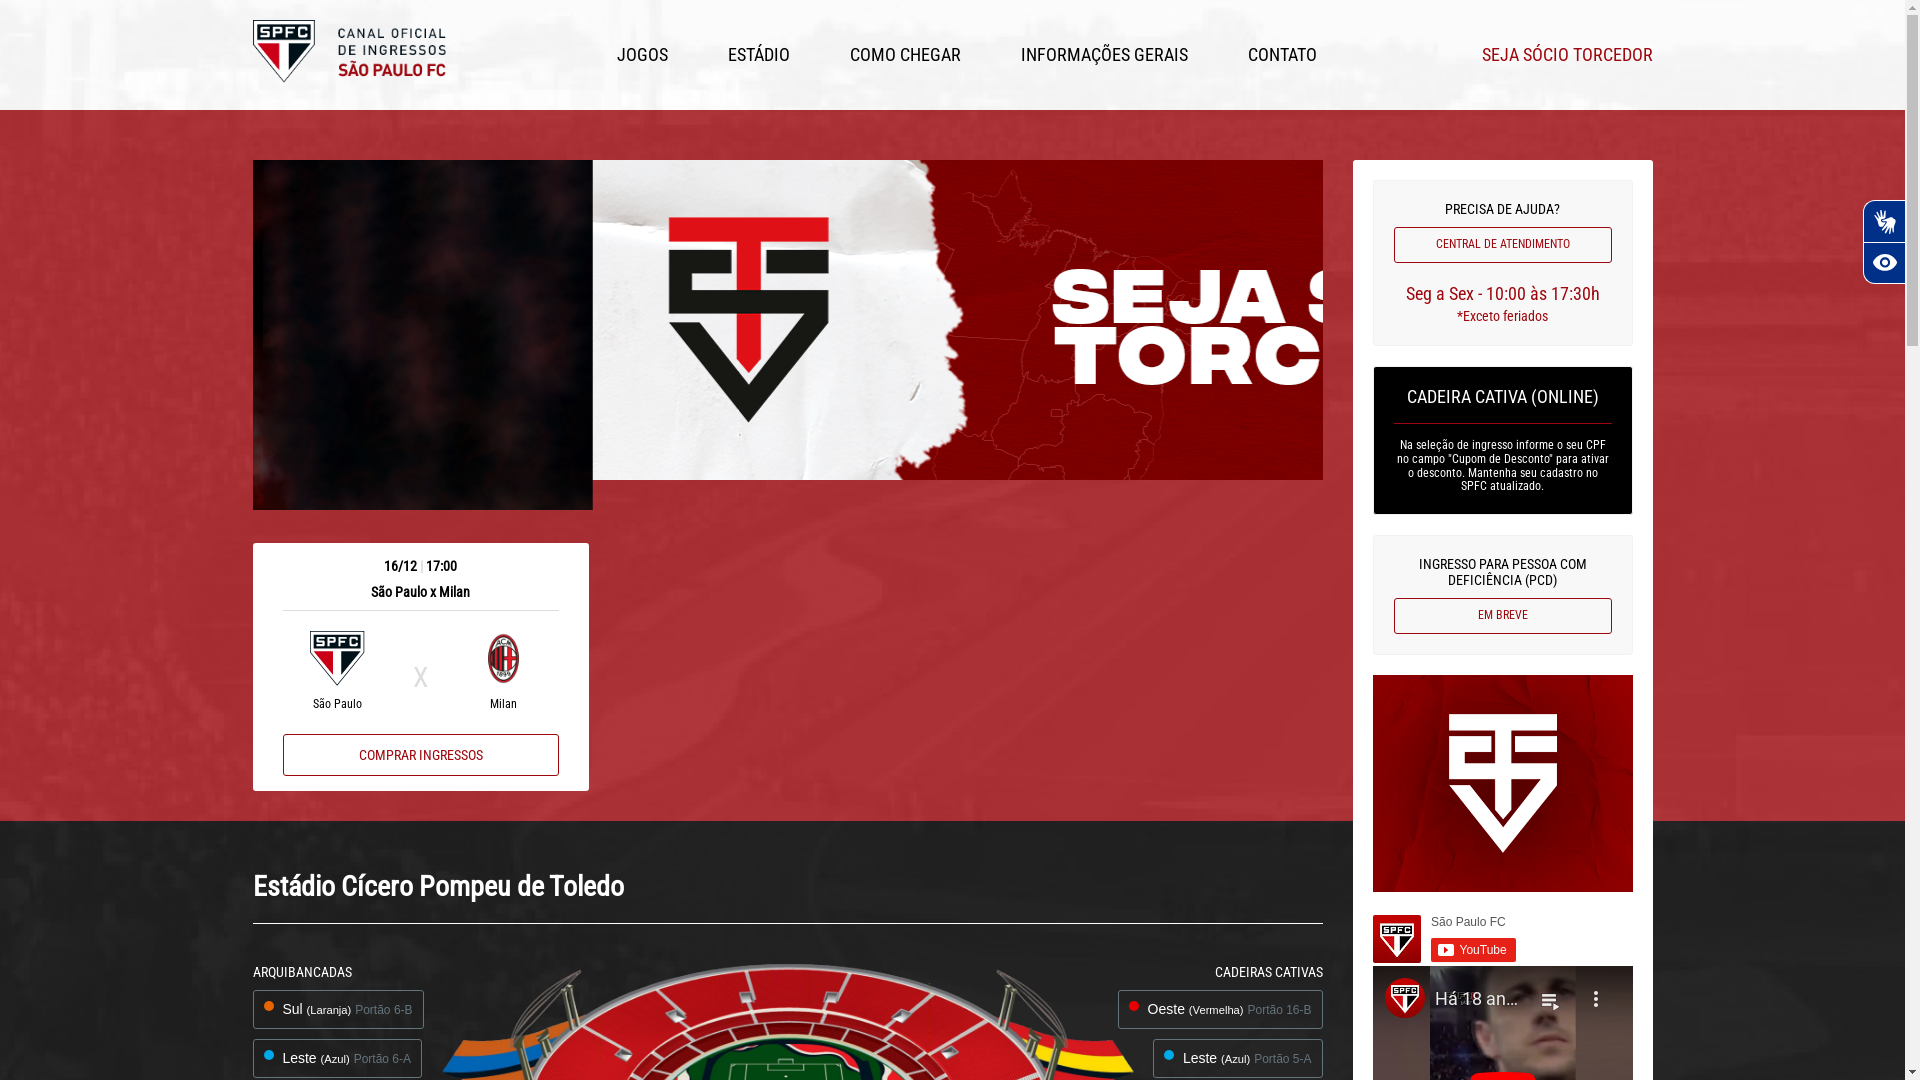 SPFC
CANAL OFICIAL
DE INGRESSOS
SÃO PAULO FC
JOGOS
ESTÁDIO
COMO CHEGAR
INFORMAÇÕES GERAIS
CONTATO
SEJA SÓCIO TORCEDOR
SEJA
TORC
PRECISA DE AJUDA?
CENTRAL DE ATENDIMENTO
Seg a Sex - 10:00 às 17:30h
*Exceto feriados
CADEIRA CATIVA (ONLINE)
Na seleção de ingresso informe o seu CPF
no campo "Cupom de Desconto" para ativar
o desconto. Mantenha seu cadastro no
SPFC atualizado.
INGRESSO PARA PESSOA COM
DEFICIÊNCIA (PCD)
EM BREVE
16/12 | 17:00
São Paulo x Milan
SPFC
X
ACM
1899
São Paulo
Milan
COMPRAR INGRESSOS
Estádio Cícero Pompeu de Toledo
ARQUIBANCADAS
Sul (Laranja) Portão 6-B
Leste (Azul) Portão 6-A
CADEIRAS CATIVAS
Oeste (Vermelha) Portão 16-B
Leste (Azul) Portão 5-A
SPFC
São Paulo FC
YouTube
SPFC
Há 18 an...